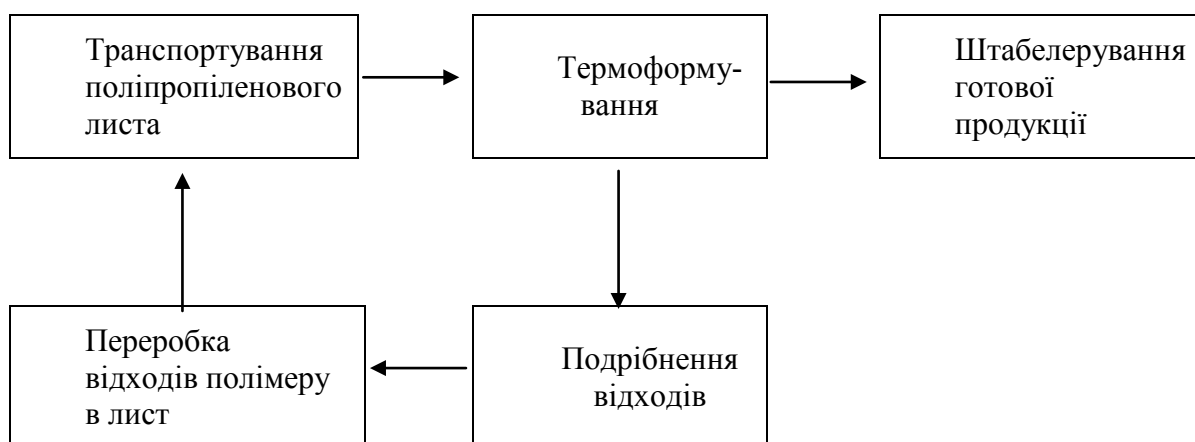 Транспортування
поліпропіленового
листа
Термоформу-
вання
Штабелерування
готової
продукції
Переробка
відходів полімеру
в лист
Подрібнення
відходів